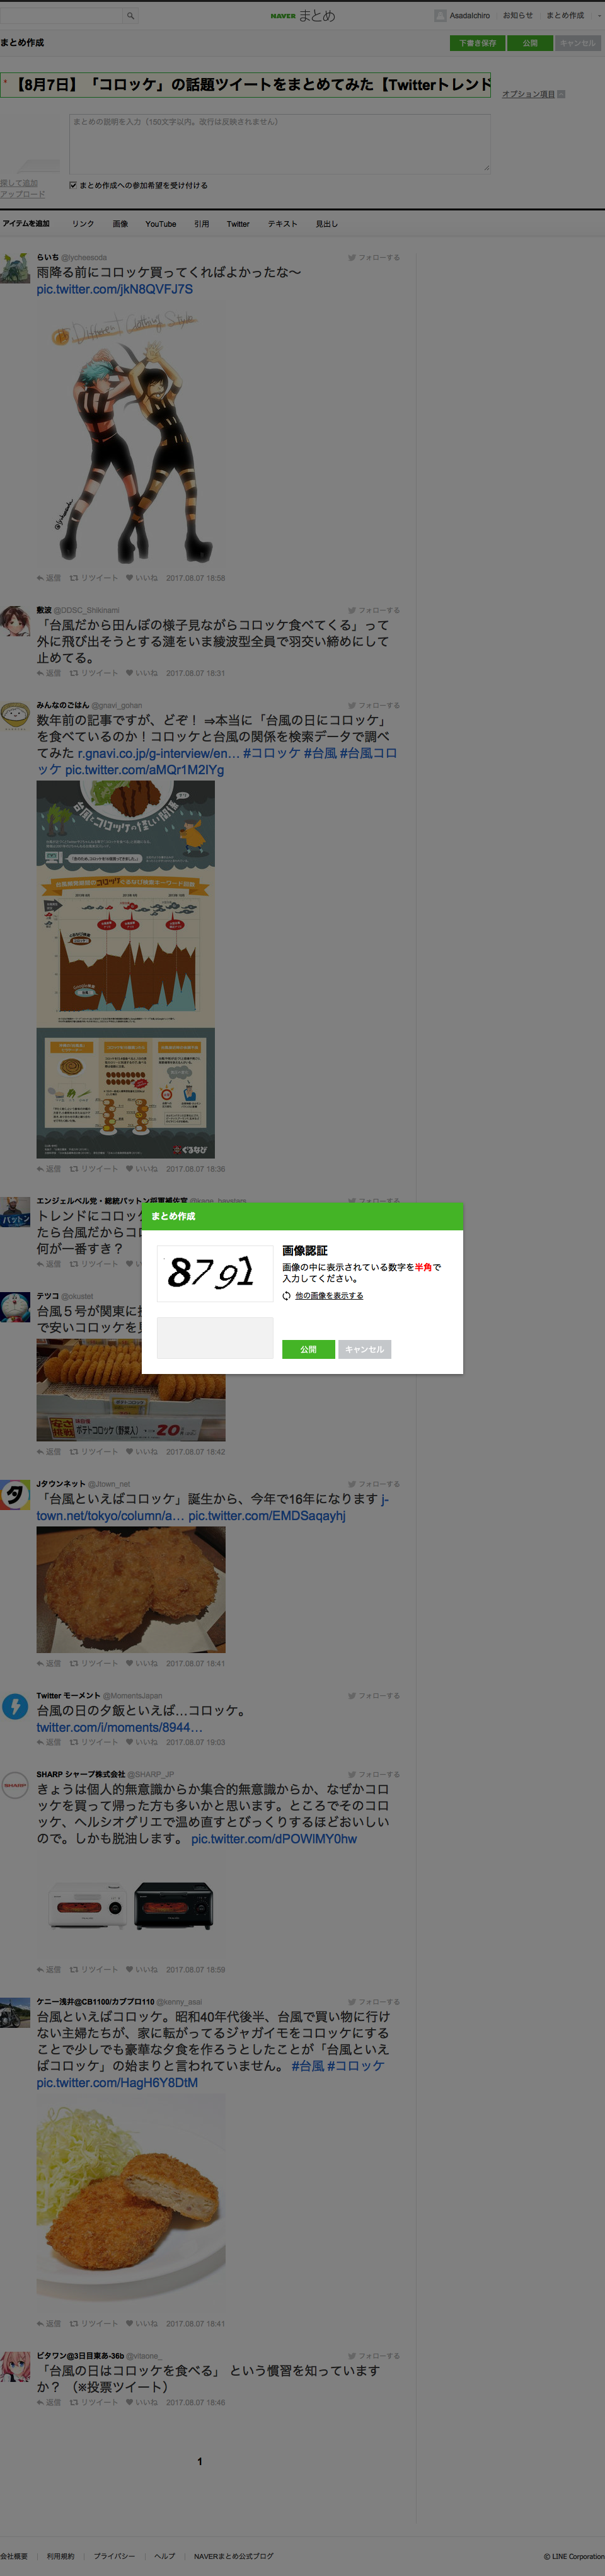 NAVER まとめ
AsadaIchiro お知らせ まとめ作成
まとめ作成
下書き保存 公開 キャンセル
* 【8月7日】「コロッケ」の話題ツイートをまとめてみた【Twitterトレンド
オプション項目
まとめの説明を入力（150文字以内。改行は反映されません）
探して追加
アップロード
まとめ作成への参加希望を受け付ける
アイテムを追加 リンク 画像 YouTube 引用 Twitter テキスト 見出し
らいち @lycheesoda フォローする
雨降る前にコロッケ買ってくればよかったな〜
pic.twitter.com/jkN8QVFJ7S
返信 リツイート いいね 2017.08.07 18:58
敷波 @DDSC_Shikinami フォローする
「台風だから田んぼの様子見ながらコロッケ食べてくる」って
外に飛び出そうとする漣をいま綾波型全員で羽交い締めにして
止めてる。
返信 リツイート いいね 2017.08.07 18:31
みんなのごはん @gnavi_gohan フォローする
数年前の記事ですが、どぞ！ ⇒本当に「台風の日にコロッケ」
を食べているのか！コロッケと台風の関係を検索データで調べ
てみた r.gnavi.co.jp/g-interview/en… #コロッケ #台風 #台風コロ
ッケ pic.twitter.com/aMQr1M2IYg
台風とコロッケの怪しい関係
ぐるなび
返信 リツイート いいね 2017.08.07 18:36
エンジェルベル党・総統パットン将軍補佐官
フォローする
トレンドにコロッケ
たら台風だからコロ
何が一番すき？
返信
テツコ @okustet
台風５号が関東に
で安いコロッケを買
ポテトコロッケ
ポテトコロッケ(野菜入) 20
返信 リツイート いいね 2017.08.07 18:42
まとめ作成
8791
画像認証
画像の中に表示されている数字を半角で
入力してください。
他の画像を表示する
公開 キャンセル
Jタウンネット @Jtown_net フォローする
「台風といえばコロッケ」誕生から、今年で16年になります j-
town.net/tokyo/column/a… pic.twitter.com/EMDSaqayhj
返信 リツイート いいね 2017.08.07 18:41
Twitter モーメント @MomentsJapan フォローする
台風の日の夕飯といえば…コロッケ。
twitter.com/i/moments/8944…
返信 リツイート いいね 2017.08.07 19:03
SHARP
SHARP シャープ株式会社 @SHARP_JP フォローする
きょうは個人的無意識からか集合的無意識からか、なぜかコロ
ッケを買って帰った方も多いかと思います。ところでそのコロ
ッケ、ヘルシオグリエで温め直すとびっくりするほどおいしい
ので。しかも脱油します。 pic.twitter.com/dPOWlMY0hw
返信 リツイート いいね 2017.08.07 18:59
ケニー浅井@CB1100/カブプロ110 @kenny_asai フォローする
台風といえばコロッケ。昭和40年代後半、台風で買い物に行け
ない主婦たちが、家に転がってるジャガイモをコロッケにする
ことで少しでも豪華な夕食を作ろうとしたことが「台風といえ
ばコロッケ」の始まりと言われていません。 #台風 #コロッケ
pic.twitter.com/HagH6Y8DtM
返信 リツイート いいね 2017.08.07 18:41
ビタワン@3日目東あ-36b @vitaone_ フォローする
「台風の日はコロッケを食べる」 という慣習を知っています
か？ （※投票ツイート）
返信 リツイート いいね 2017.08.07 18:46
1
会社概要 利用規約 プライバシー ヘルプ NAVERまとめ公式ブログ
© LINE Corporation